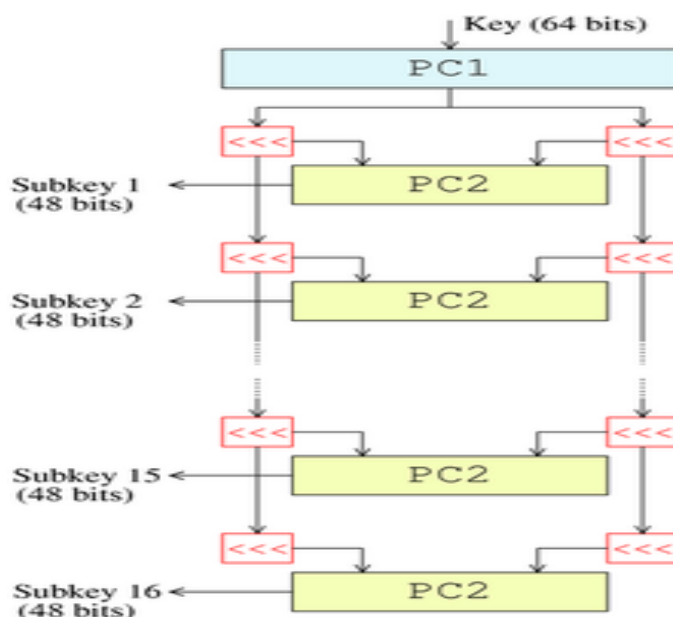 Key (64 bits)
PC1
<<< <<<
Subkey 1 PC2
(48 bits)
<<< <<<
Subkey 2 PC2
(48 bits)
<<< <<<
Subkey 15 PC2
(48 bits)
<<< <<<
Subkey 16 PC2
(48 bits)